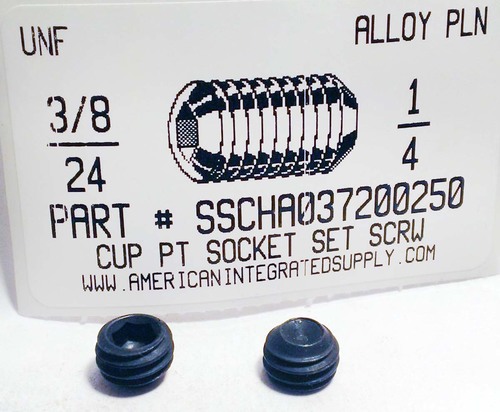 UNF
ALLOY PLN
3/8
24
1
4
PART # SSCHA037200250
CUP PT SOCKET SET SCRW
WWW.AMERICANINTEGRATEDSUPPLY.COM